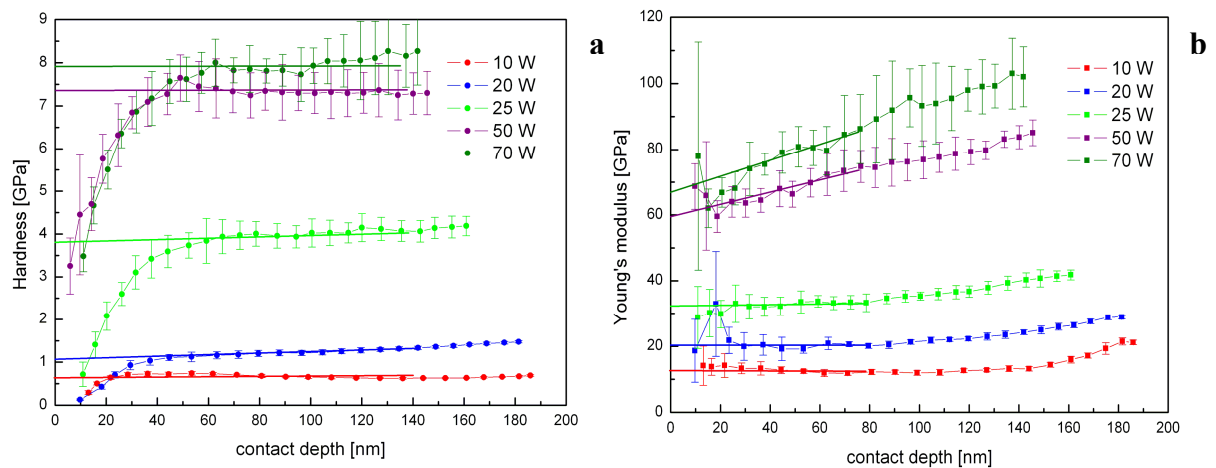 a
Hardness [GPa]
9
8
7
6
5
4
3
2
1
0
0 20 40 60 80 100 120 140 160 180 200
contact depth [nm]
10 W
20 W
25 W
50 W
70 W
b
Young's modulus [GPa]
120
100
80
60
40
20
0
0 20 40 60 80 100 120 140 160 180 200
contact depth [nm]
10 W
20 W
25 W
50 W
70 W